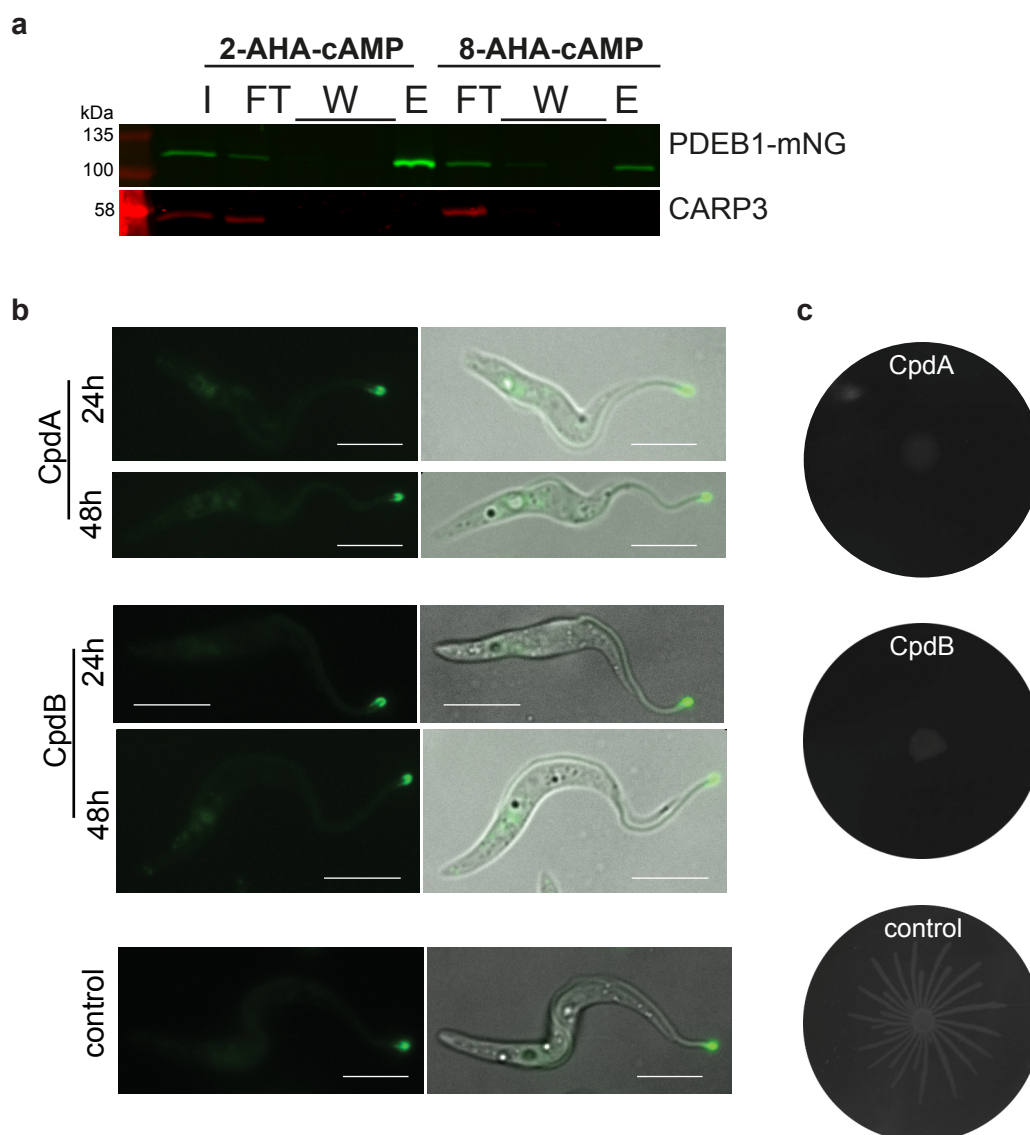 a
2-AHA-cAMP 8-AHA-cAMP
I FT W E FT W E
kDa
135
100
PDEB1-mNG
58
CARP3
b
CpdA
24h
48h
CpdB
24h
48h
control
c
CpdA
CpdB
control